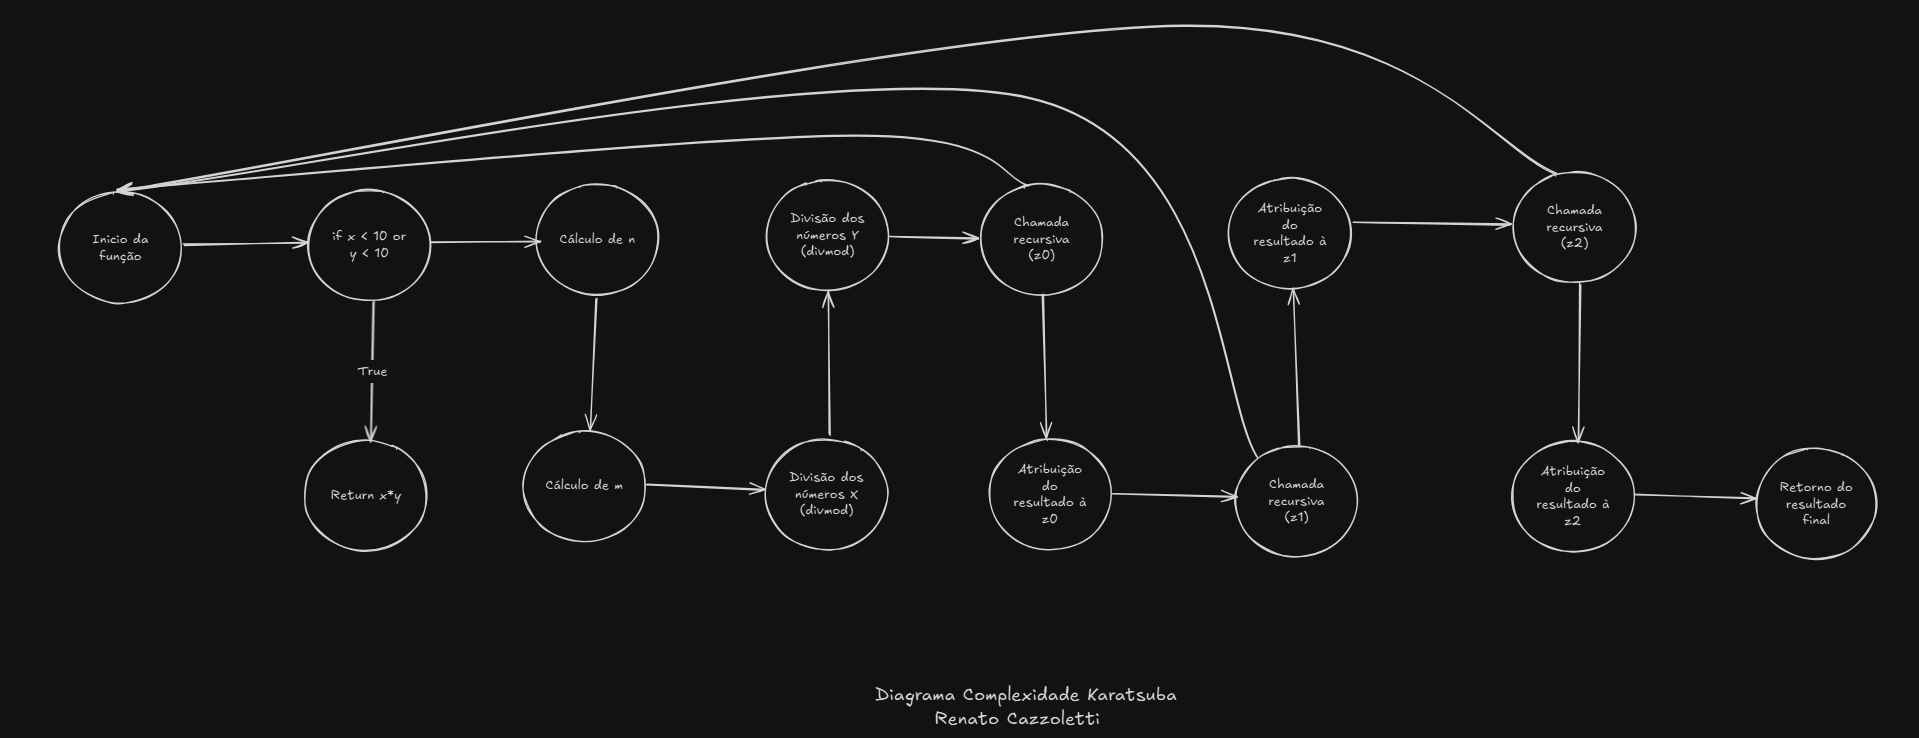 Inicio da
função
if x < 10 or
y < 10
Cálculo de n
Divisão dos
números Y
(divmod)
Chamada
recursiva
(z0)
Atribuição
do
resultado à
z1
Chamada
recursiva
(z2)
True
Return x*y
Cálculo de m
Divisão dos
números X
(divmod)
Atribuição
do
resultado à
z0
Chamada
recursiva
(z1)
Atribuição
do
resultado à
z2
Retorno do
resultado
final
Diagrama Complexidade Karatsuba
Renato Cazzoletti